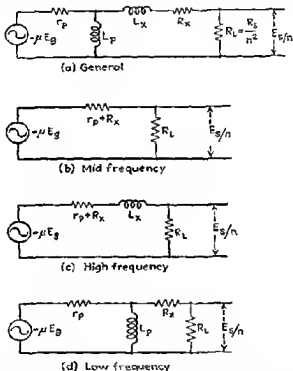 rp Lx Rx
Lp RL=Rs/n² Es/n
-μEg
(a) General
rp+Rx
RL Es/n
-μEg
(b) Mid frequency
rp+Rx Lx
RL Es/n
-μEg
(c) High frequency
rp Rx
Lp RL Es/n
-μEg
(d) Low frequency